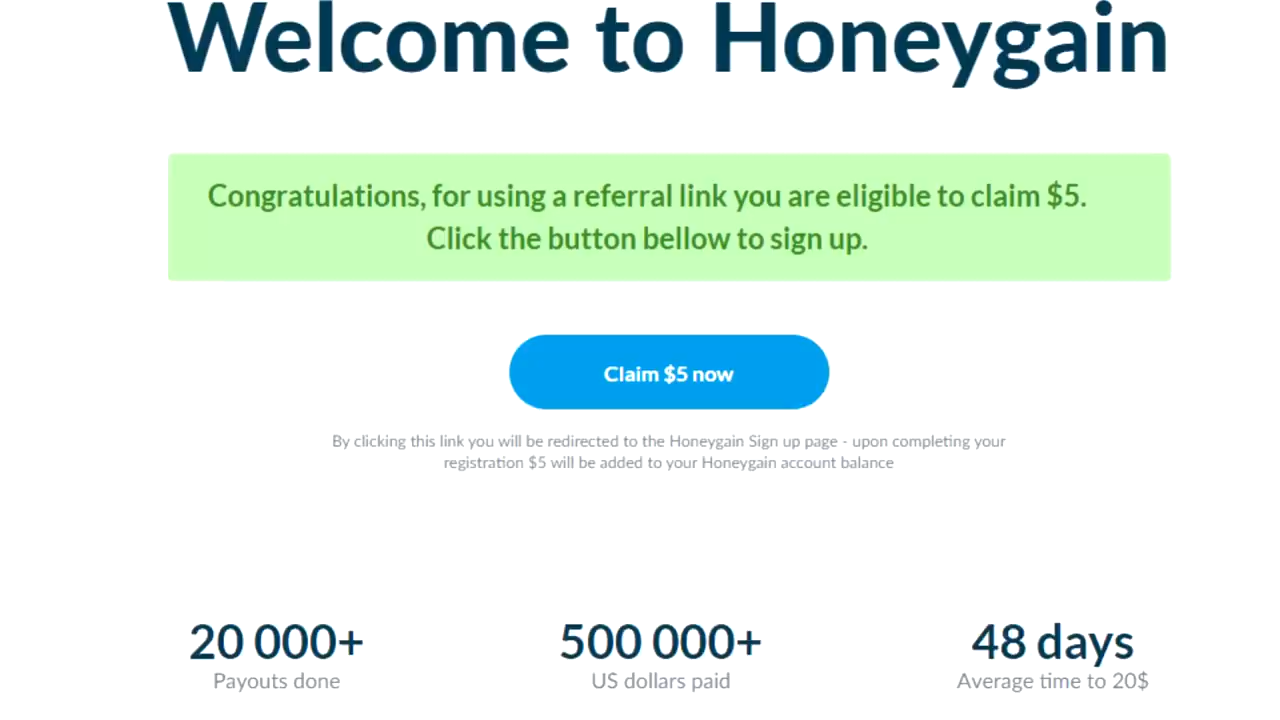 Welcome to Honeygain
Congratulations, for using a referral link you are eligible to claim $5.
Click the button bellow to sign up.
Claim $5 now
By clicking this link you will be redirected to the Honeygain Sign up page - upon completing your
registration $5 will be added to your Honeygain account balance
20 000+ 500 000+ 48 days
Payouts done US dollars paid Average time to 20$